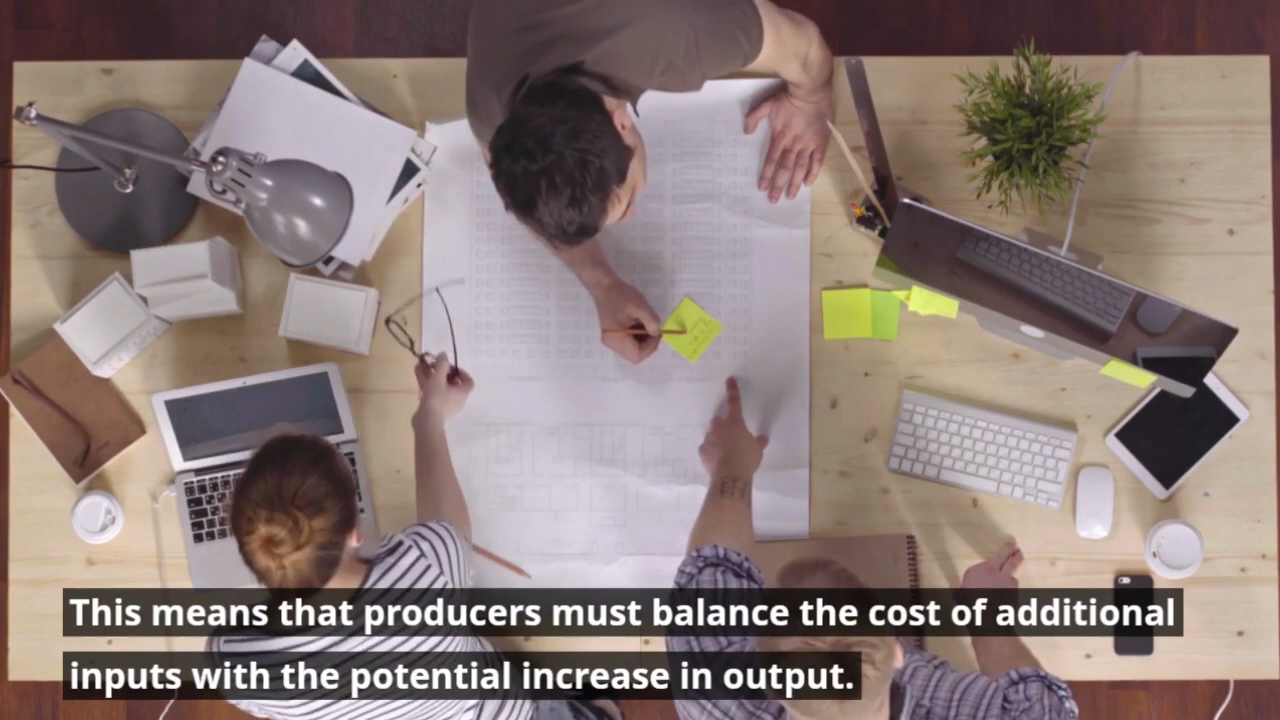 This means that producers must balance the cost of additional
inputs with the potential increase in output.